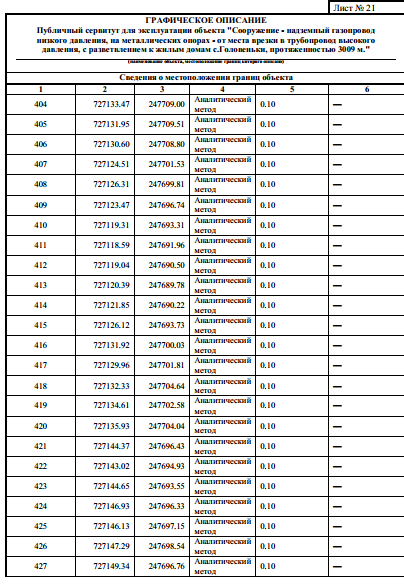 Лист № 21
ГРАФИЧЕСКОЕ ОПИСАНИЕ
Публичный сервитут для эксплуатации объекта "Сооружение - надземный газопровод
низкого давления, на металлических опорах - от места врезки в трубопровод высокого
давления, с разветвлением к жилым домам с.Головеньки, протяженностью 3009 м."
(наименование объекта, местоположение границ которого описано)
Сведения о местоположении границ объекта
1 2 3 4 5 6
404 727133.47 247709.00 Аналитический метод 0.10 —
405 727131.95 247709.51 Аналитический метод 0.10 —
406 727130.60 247708.80 Аналитический метод 0.10 —
407 727124.51 247701.53 Аналитический метод 0.10 —
408 727126.31 247699.81 Аналитический метод 0.10 —
409 727123.47 247696.74 Аналитический метод 0.10 —
410 727119.31 247693.31 Аналитический метод 0.10 —
411 727118.59 247691.96 Аналитический метод 0.10 —
412 727119.04 247690.50 Аналитический метод 0.10 —
413 727120.39 247689.78 Аналитический метод 0.10 —
414 727121.85 247690.22 Аналитический метод 0.10 —
415 727126.12 247693.73 Аналитический метод 0.10 —
416 727131.92 247700.03 Аналитический метод 0.10 —
417 727129.96 247701.81 Аналитический метод 0.10 —
418 727132.33 247704.64 Аналитический метод 0.10 —
419 727134.61 247702.58 Аналитический метод 0.10 —
420 727135.93 247704.04 Аналитический метод 0.10 —
421 727144.37 247696.43 Аналитический метод 0.10 —
422 727143.02 247694.93 Аналитический метод 0.10 —
423 727144.65 247693.55 Аналитический метод 0.10 —
424 727146.93 247696.33 Аналитический метод 0.10 —
425 727146.13 247697.15 Аналитический метод 0.10 —
426 727147.29 247698.54 Аналитический метод 0.10 —
427 727149.34 247696.76 Аналитический метод 0.10 —